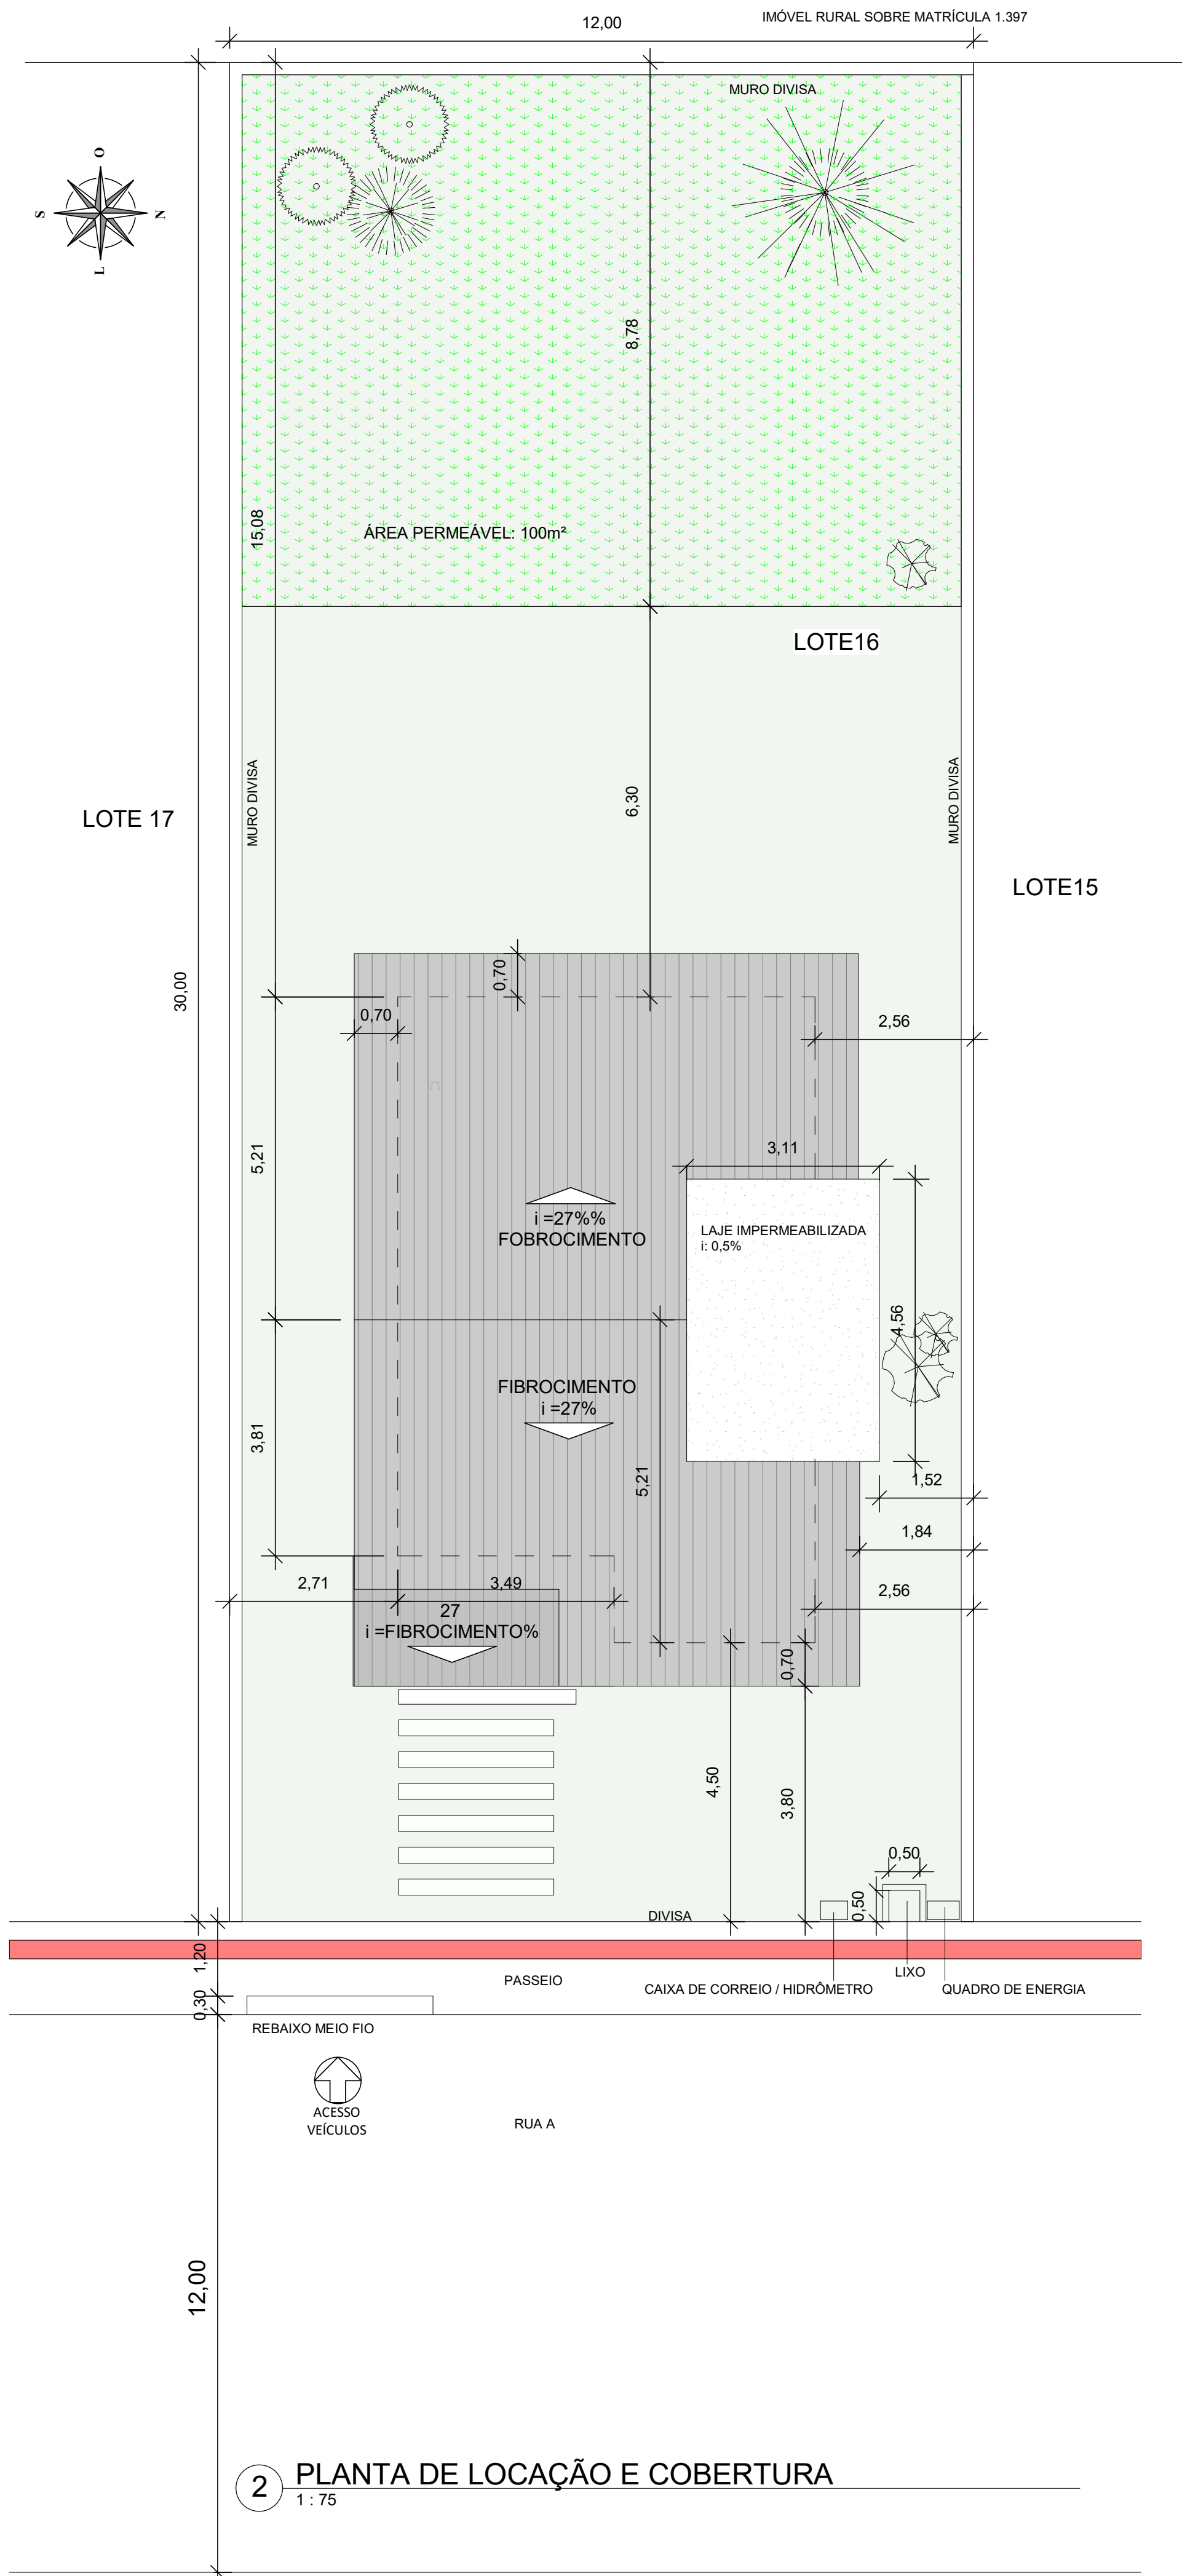 IMÓVEL RURAL SOBRE MATRÍCULA 1.397
12,00
MURO DIVISA
O
S
N
L
8,78
15,08
ÁREA PERMEÁVEL: 100m²
LOTE16
MURO DIVISA
MURO DIVISA
LOTE 17
6,30
LOTE15
30,00
0,70
0,70
2,56
3,11
5,21
i =27%%
FOBROCIMENTO
LAJE IMPERMEABILIZADA
i: 0,5%
4,56
FIBROCIMENTO
i =27%
3,81
5,21
1,52
1,84
2,71
3,49
2,56
27
i =FIBROCIMENTO%
0,70
4,50
3,80
0,50
0,50
DIVISA
1,20
PASSEIO
LIXO
CAIXA DE CORREIO / HIDRÔMETRO
QUADRO DE ENERGIA
0,30
REBAIXO MEIO FIO
ACESSO
VEÍCULOS
RUA A
12,00
2
PLANTA DE LOCAÇÃO E COBERTURA
1 : 75